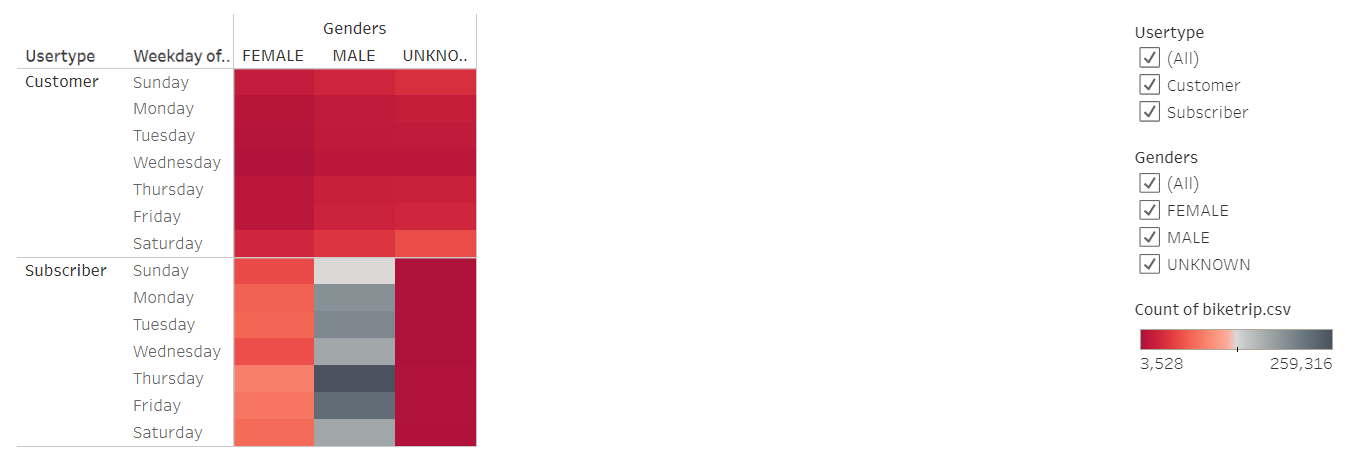 Genders
Usertype Weekday of.. FEMALE MALE UNKNO..
Customer Sunday
Monday
Tuesday
Wednesday
Thursday
Friday
Saturday
Subscriber Sunday
Monday
Tuesday
Wednesday
Thursday
Friday
Saturday
Usertype
(All)
Customer
Subscriber
Genders
(All)
FEMALE
MALE
UNKNOWN
Count of biketrip.csv
3,528 259,316